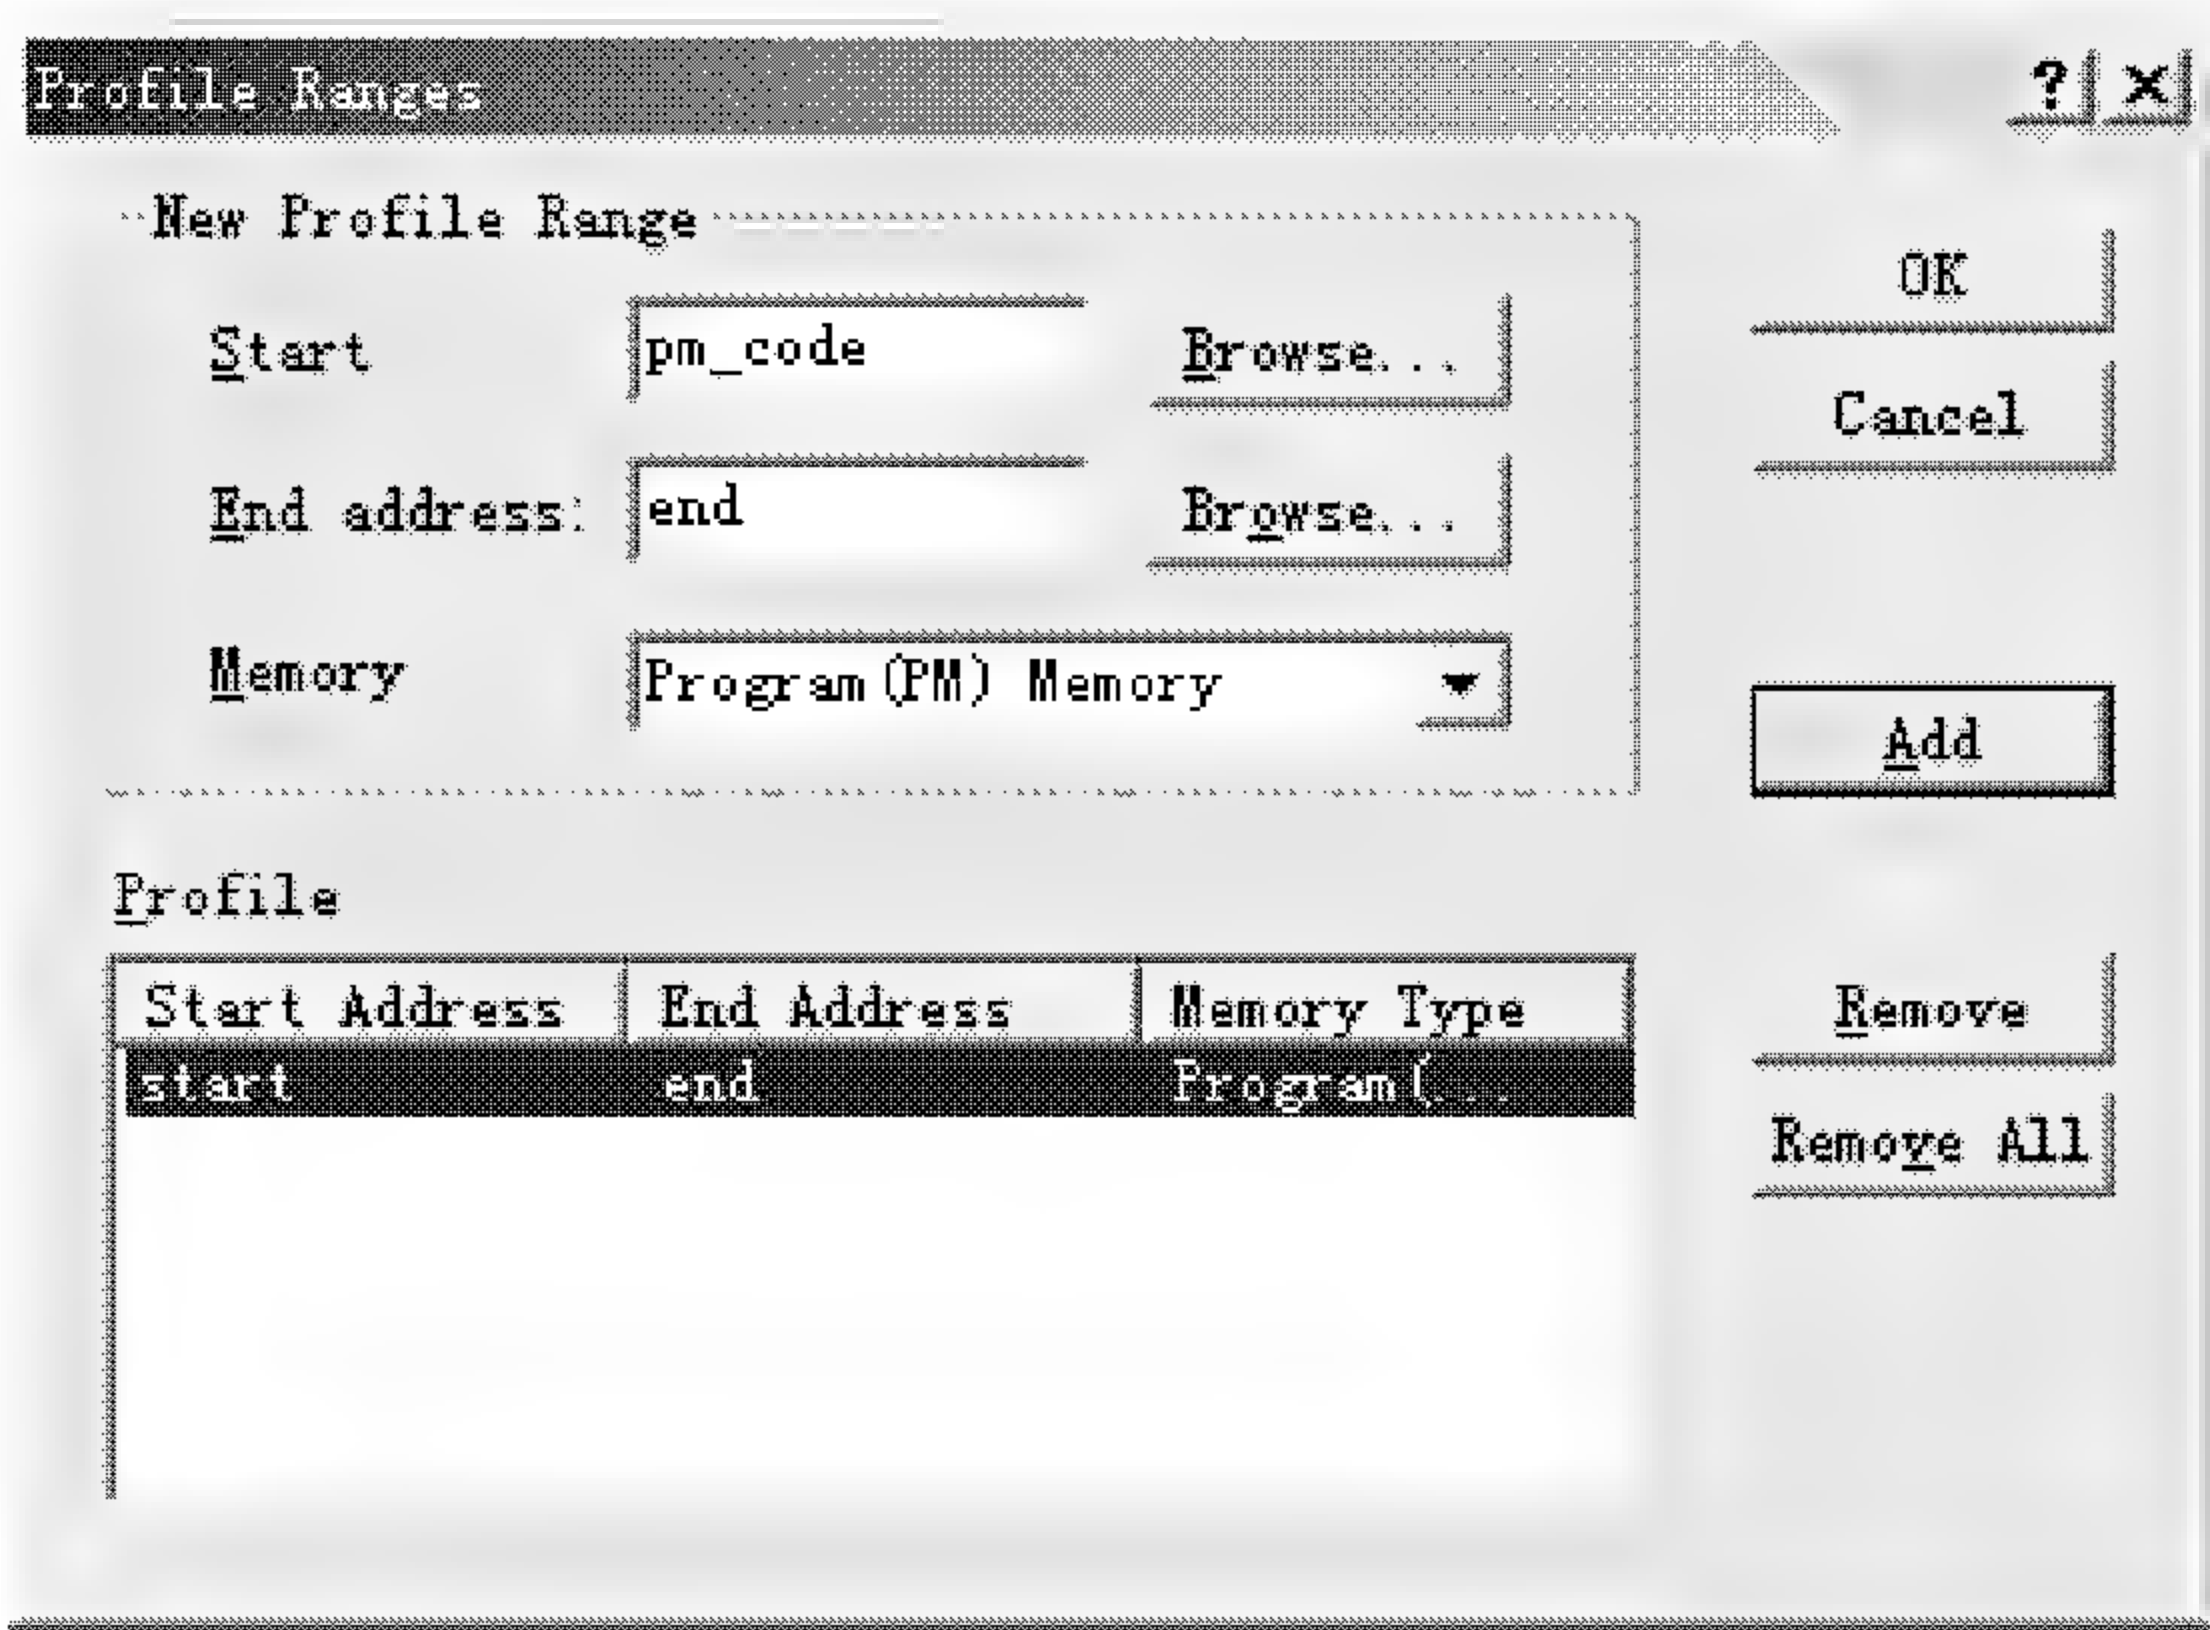 Profile Ranges ? ×
New Profile Range
Start pm_code Browse...
End address: end Browse...
Memory Program(PM) Memory
OK
Cancel
Add
Profile
Start Address End Address Memory Type
start end Program(...
Remove
Remove All